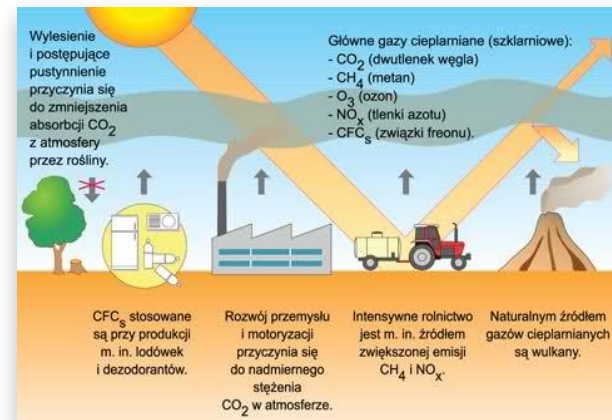 Wylesienie
i postępujące
pustynnienie
przyczynia się
do zmniejszenia
absorbcji CO₂
z atmosfery
przez rośliny.
Główne gazy cieplarniane (szklarniowe):
- CO₂ (dwutlenek węgla)
- CH₄ (metan)
- O₃ (ozon)
- NOₓ (tlenki azotu)
- CFCₛ (związki freonu).
CFCₛ stosowane
są przy produkcji
m. in. lodówek
i dezodorantów.
Rozwój przemysłu
i motoryzacji
przyczynia się
do nadmiernego
stężenia
CO₂ w atmosferze.
Intensywne rolnictwo
jest m. in. źródłem
zwiększonej emisji
CH₄ i NOₓ.
Naturalnym źródłem
gazów cieplarnianych
są wulkany.